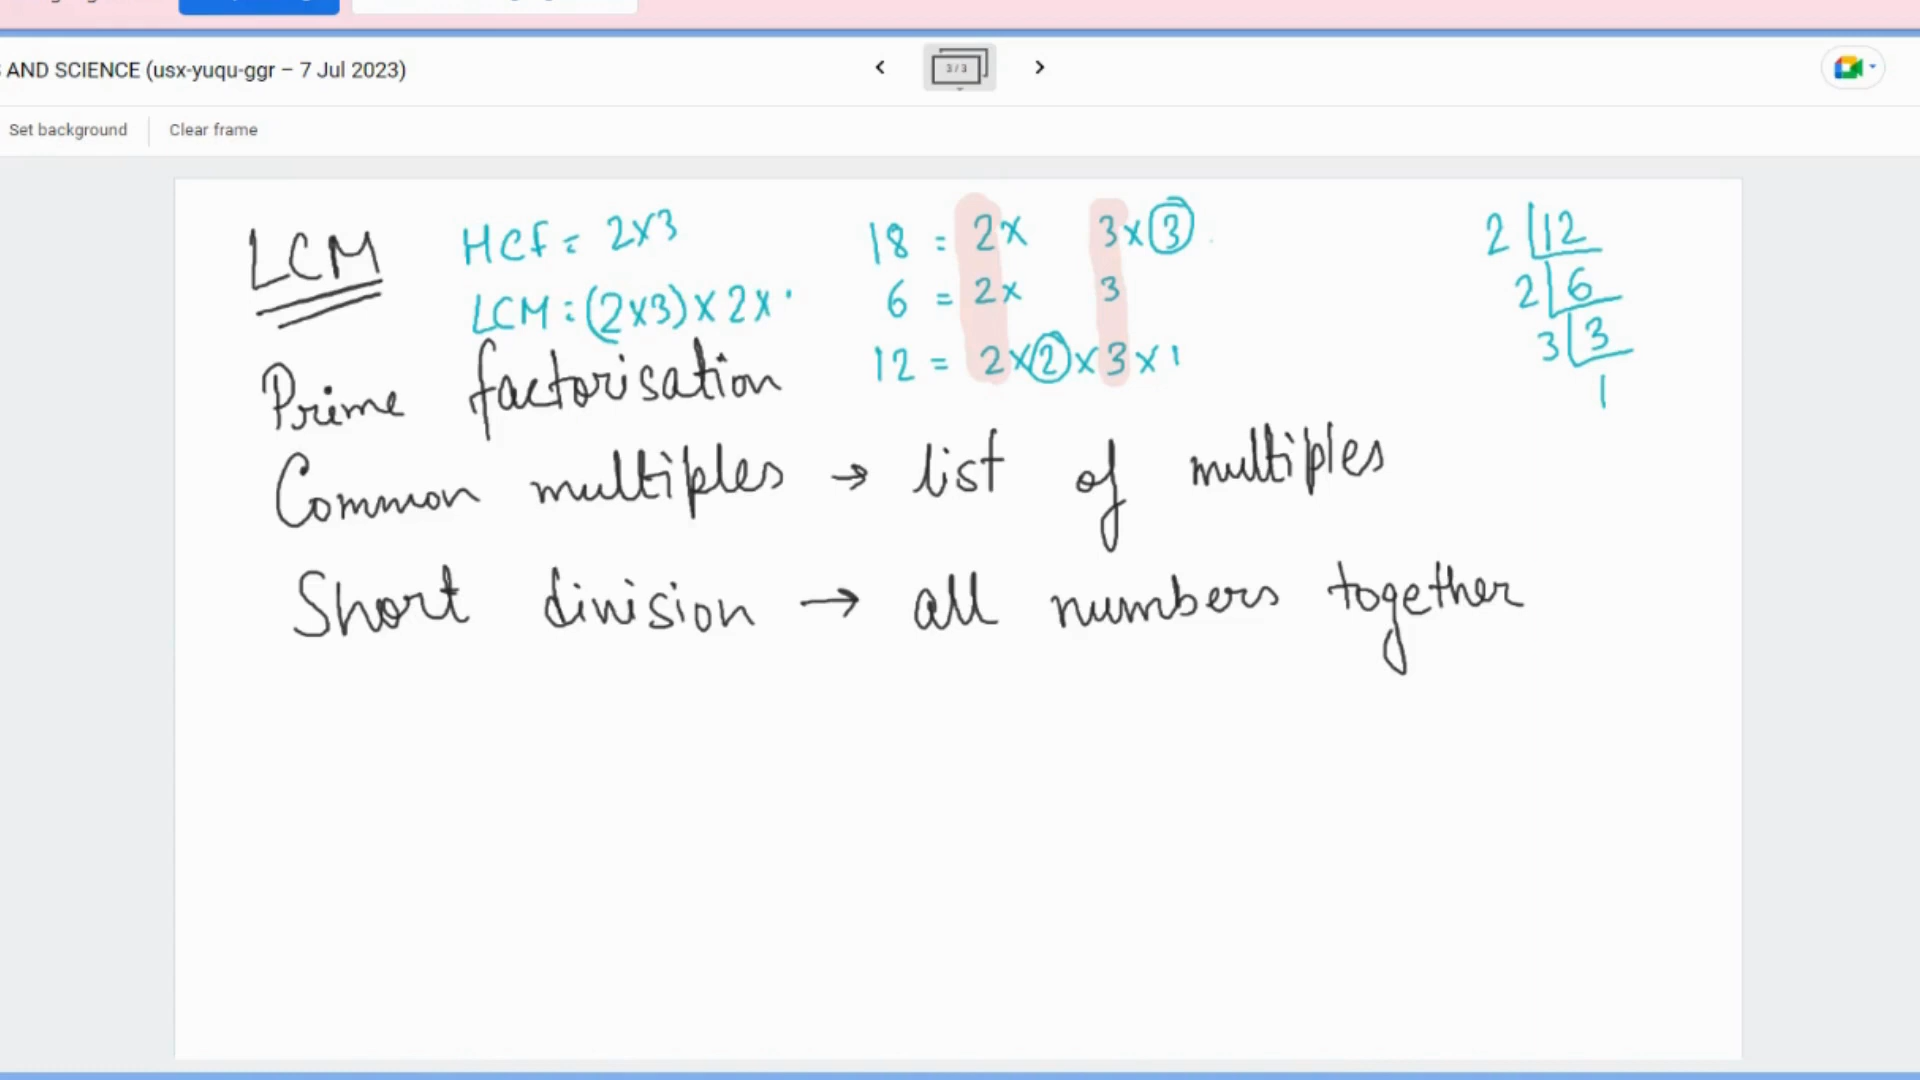 AND SCIENCE (usx-yuqu-ggr – 7 Jul 2023)
3/3
Set background
Clear frame
LCM
HCF = 2x3
LCM = (2x3) x 2x
18 = 2x 3x3
6 = 2x 3
12 = 2x2x3x1
2 12
2 6
3 3
1
Prime factorisation
Common multiples → list of multiples
Short division → all numbers together